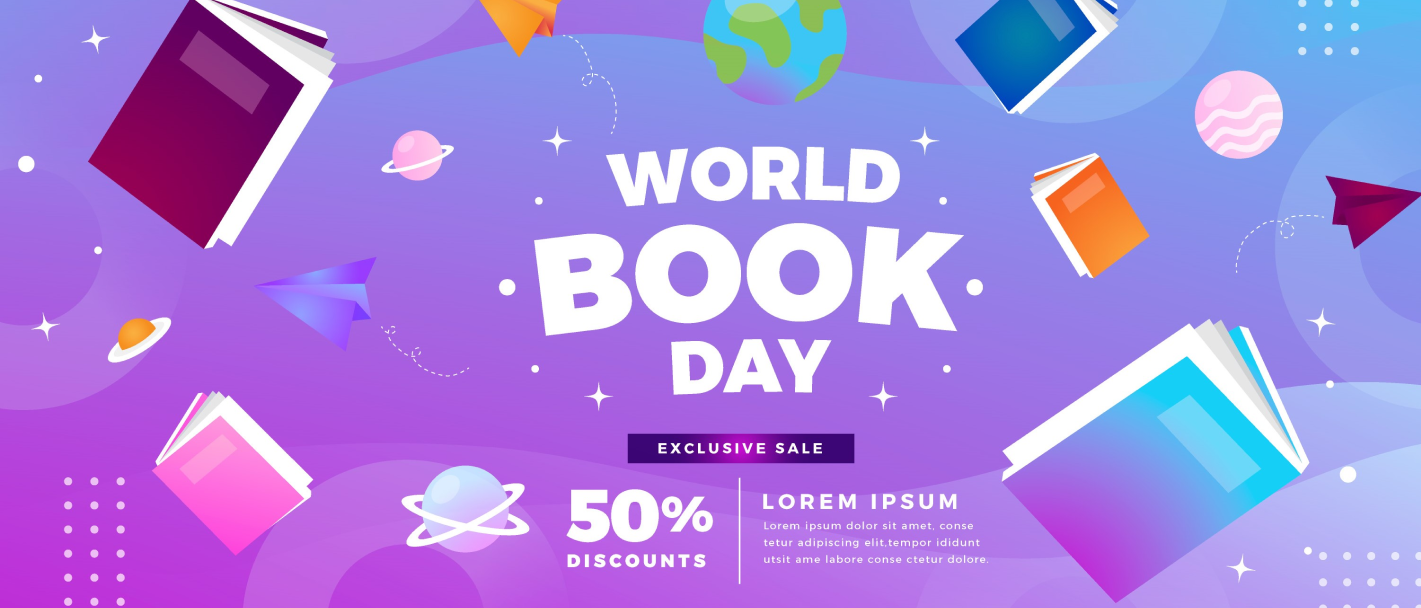 WORLD
BOOK
DAY
EXCLUSIVE SALE
50%
DISCOUNTS
LOREM IPSUM
Lorem ipsum dolor sit amet, conse
tetur adipiscing elit,tempor ididunt
utsit ame labore conse ctetur dolore.